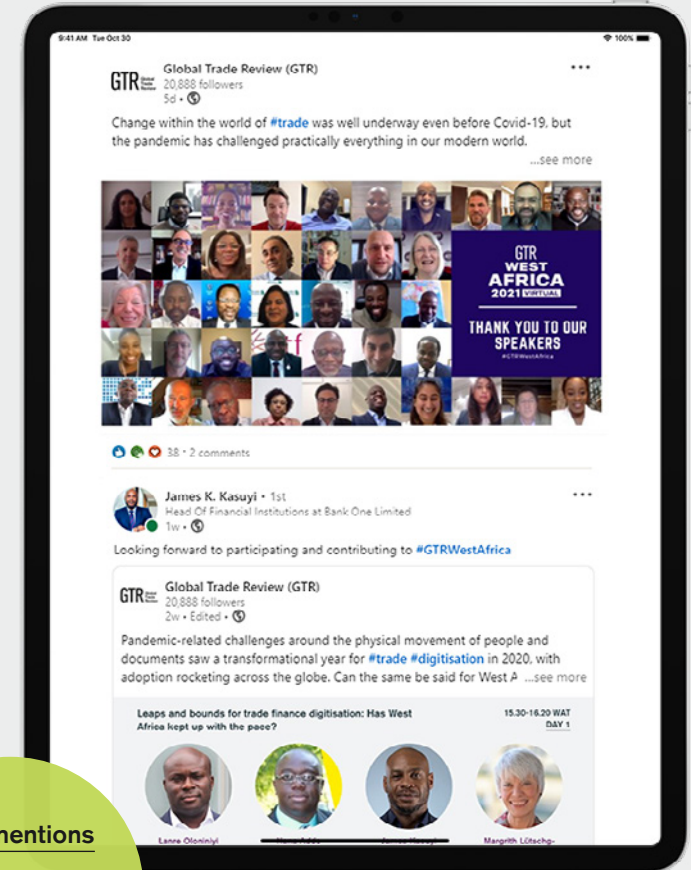 9:41 AM Tue Oct 30
100%
GTR Global Trade Review
Global Trade Review (GTR)
20,888 followers
5d •
Change within the world of #trade was well underway even before Covid-19, but
the pandemic has challenged practically everything in our modern world.
...see more
GTR
WEST
AFRICA
2021 VIRTUAL
THANK YOU TO OUR
SPEAKERS
#GTRWestAfrica
38 • 2 comments
James K. Kasuyi • 1st
Head Of Financial Institutions at Bank One Limited
1w •
Looking forward to participating and contributing to #GTRWestAfrica
GTR Global Trade Review
Global Trade Review (GTR)
20,888 followers
2w • Edited •
Pandemic-related challenges around the physical movement of people and
documents saw a transformational year for #trade #digitisation in 2020, with
adoption rocketing across the globe. Can the same be said for West A ...see more
Leaps and bounds for trade finance digitisation: Has West
Africa kept up with the pace?
15.30-16.20 WAT
DAY 1
Lanre Oloniniyi
Margrith Lütschg-
mentions